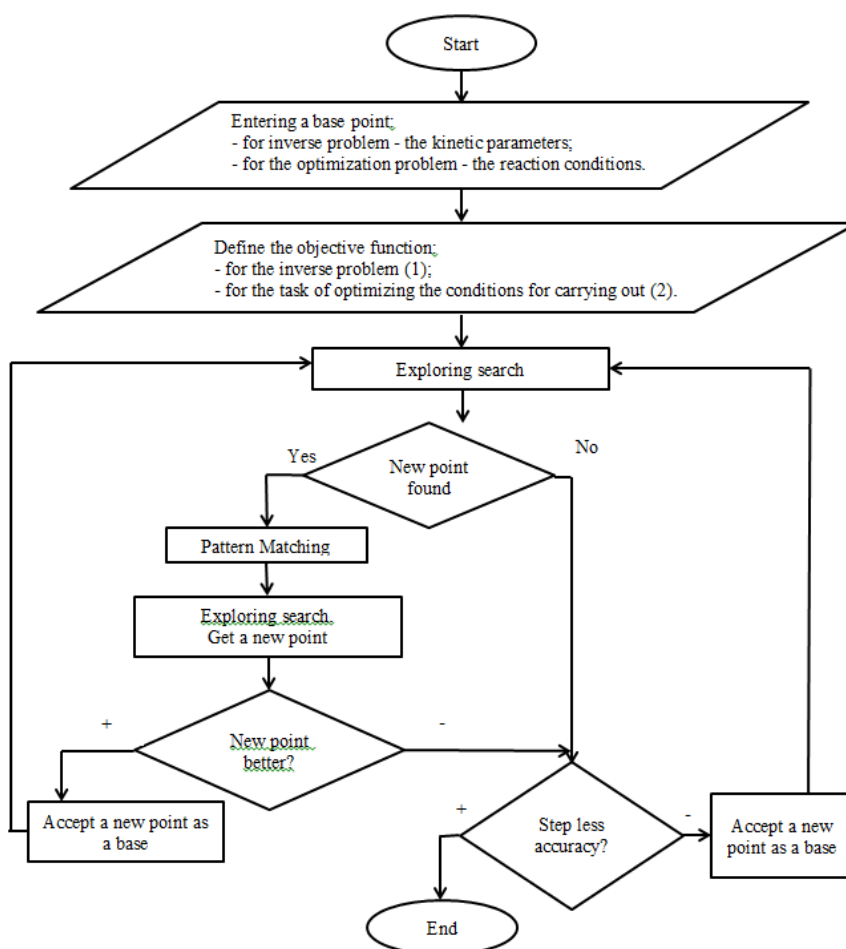 Start
Entering a base point;
- for inverse problem - the kinetic parameters;
- for the optimization problem - the reaction conditions.
Define the objective function;
- for the inverse problem (1);
- for the task of optimizing the conditions for carrying out (2).
Exploring search
Yes
New point
found
No
Pattern Matching
Exploring search.
Get a new point
+
New point
better?
-
Accept a new point as
a base
+
Step less
accuracy?
-
Accept a new
point as a base
End